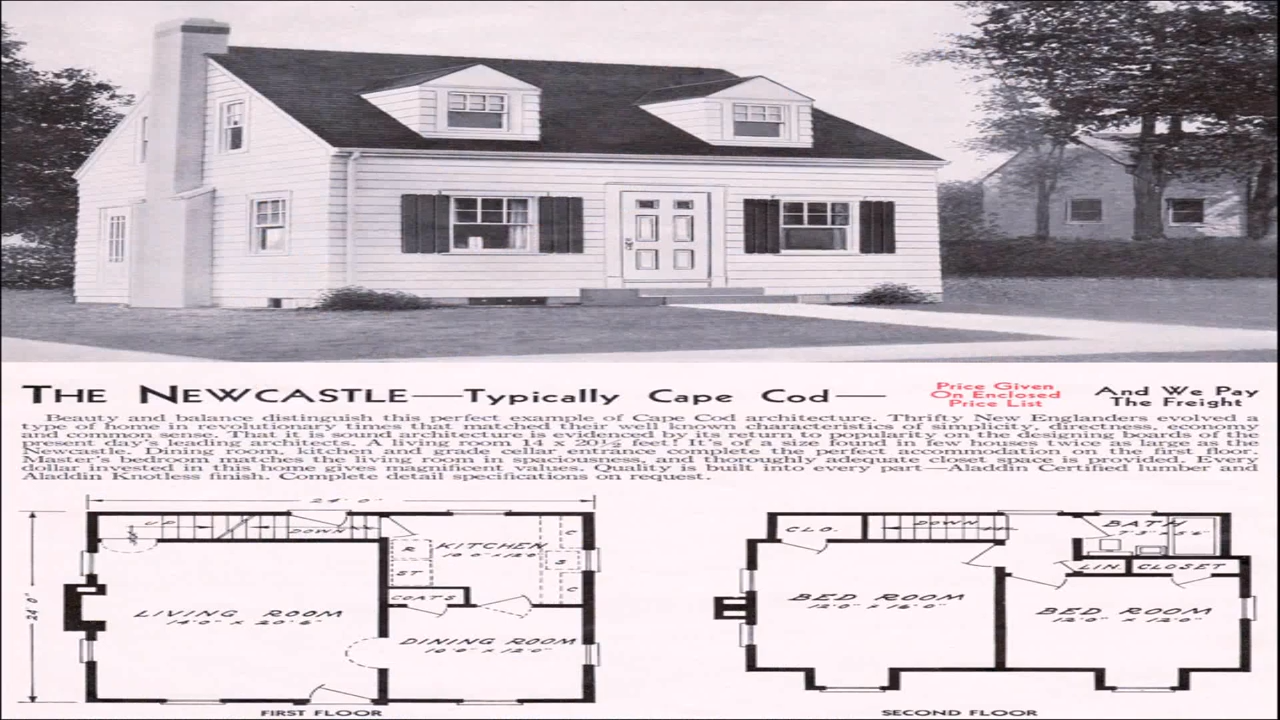 THE NEWCASTLE—Typically Cape Cod—
Price Given
On Enclosed
Price List
And We Pay
The Freight
Beauty and balance distinguish this perfect example of Cape Cod architecture. Thrifty New Englanders evolved a
type of home in revolutionary times that matched their well known characteristics of simplicity, directness, economy
and common sense. That it is sound architecture is evidenced by its return to popularity on the designing boards of the
present day's leading architects. A living room 14 x 20½ feet! It's of a size found in few houses twice as large as the
Newcastle. Dining room, kitchen and grade cellar entrance complete the perfect accommodation on the first floor.
Master's bedroom matches the living room in spaciousness, and thoroughly adequate closet space is provided. Every
dollar invested in this home gives magnificent values. Quality is built into every part—Aladdin Certified lumber and
Aladdin Knotless finish. Complete detail specifications on request.
24'-0"
24'0"
UP
DOWN
KITCHEN
10'0" x 12'0"
R
ST
C
S
C
COATS
LIVING ROOM
14'-0" x 20'-6"
DINING ROOM
10'-0" x 12'0"
FIRST FLOOR
CLO.
DOWN
BATH
7'-3" x 5'-6"
LIN.
CLOSET
BED ROOM
12'-0" x 16'-0"
BED ROOM
12'-0" x 12'-0"
SECOND FLOOR